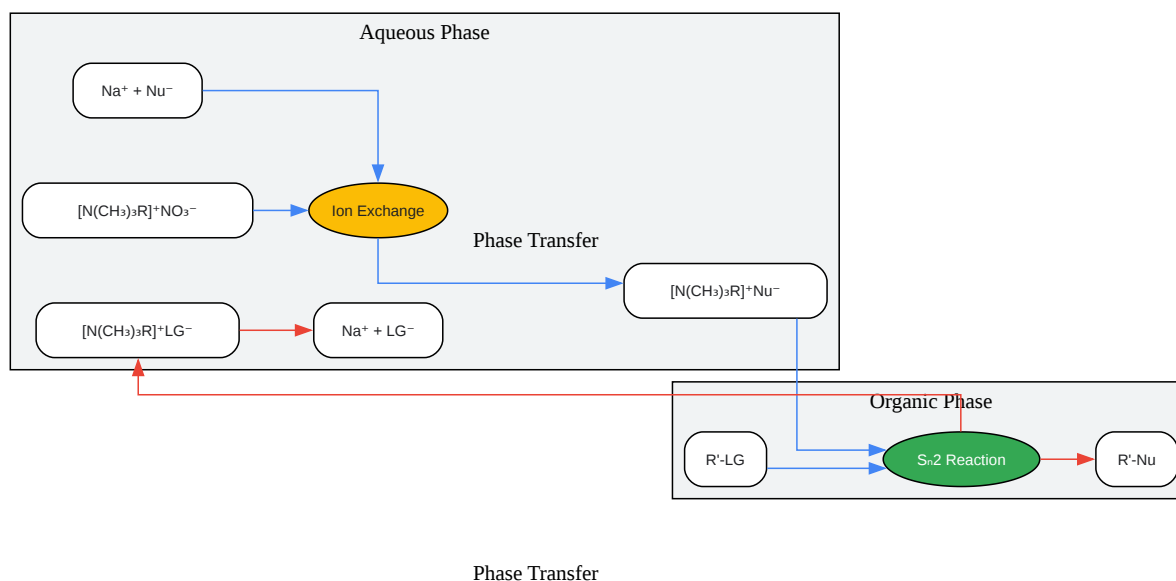 Aqueous Phase
Na⁺ + Nu⁻
[N(CH₃)₃R]⁺NO₃⁻
Ion Exchange
Phase Transfer
[N(CH₃)₃R]⁺Nu⁻
[N(CH₃)₃R]⁺LG⁻
Na⁺ + LG⁻
Organic Phase
R'-LG
Sₙ2 Reaction
R'-Nu
Phase Transfer